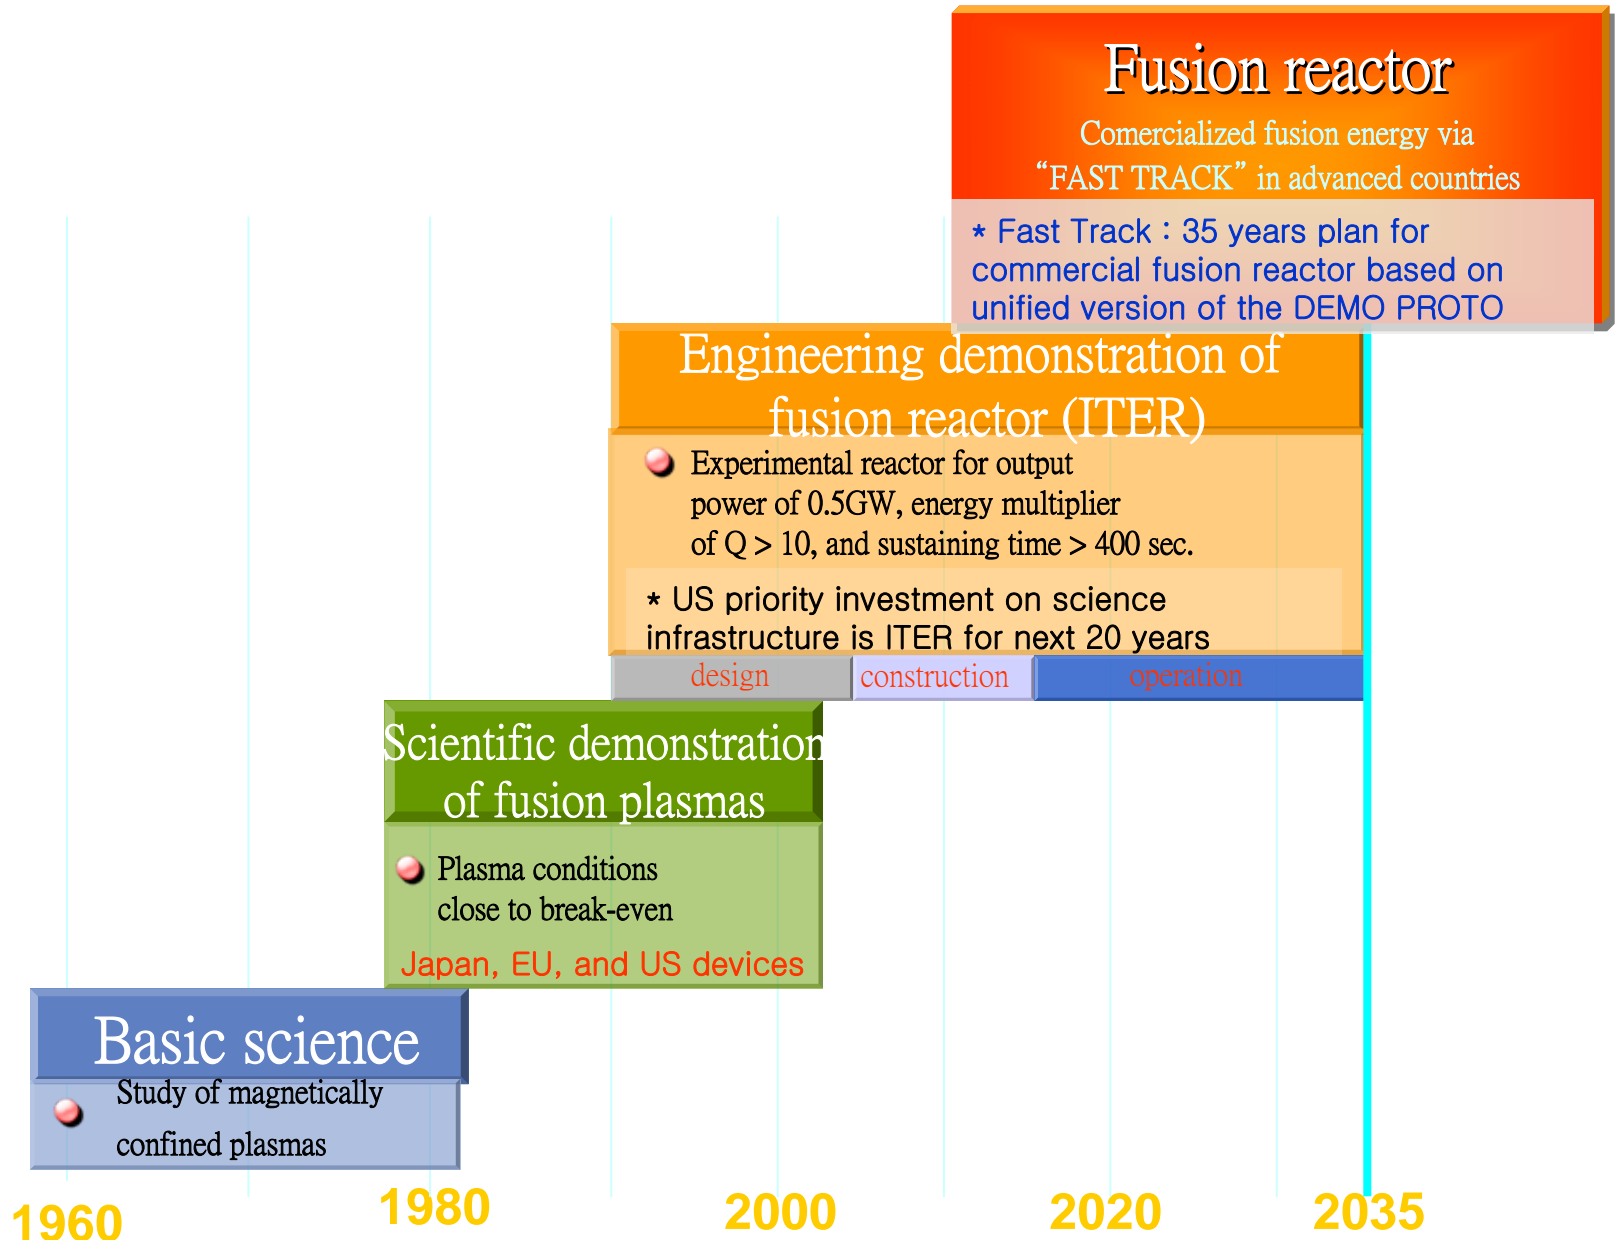 Fusion reactor
Comercialized fusion energy via
“FAST TRACK” in advanced countries
* Fast Track : 35 years plan for
commercial fusion reactor based on
unified version of the DEMO PROTO
Engineering demonstration of
fusion reactor (ITER)
Experimental reactor for output
power of 0.5GW, energy multiplier
of Q > 10, and sustaining time > 400 sec.
* US priority investment on science
infrastructure is ITER for next 20 years
design construction operation
Scientific demonstration
of fusion plasmas
Plasma conditions
close to break-even
Japan, EU, and US devices
Basic science
Study of magnetically
confined plasmas
1960 1980 2000 2020 2035